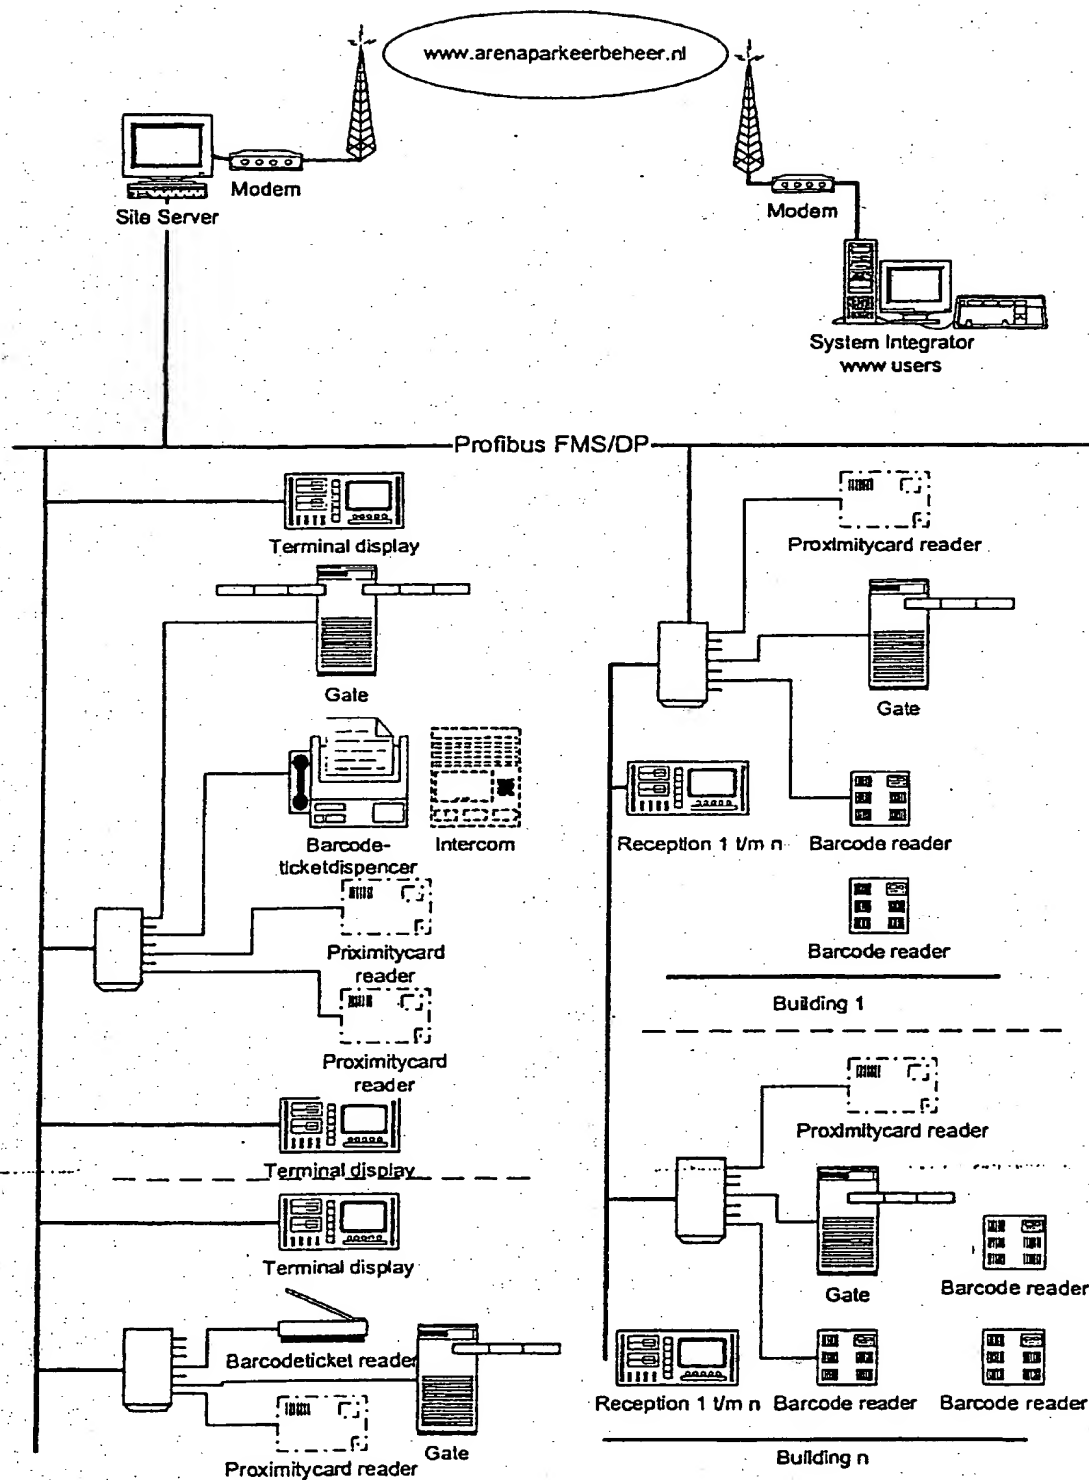 www.arenaparkeerbeheer.nl
Modem
Site Server
Modem
System Integrator
www users
Profibus FMS/DP
Terminal display
Gate
Barcode-
ticketdispencer
Intercom
Priximitycard
reader
Proximitycard
reader
Terminal display
Terminal display
Barcodeticket reader
Gate
Proximitycard reader
Proximitycard reader
Gate
Reception 1 t/m n
Barcode reader
Barcode reader
Building 1
Proximitycard reader
Gate
Barcode reader
Reception 1 t/m n
Barcode reader
Barcode reader
Building n